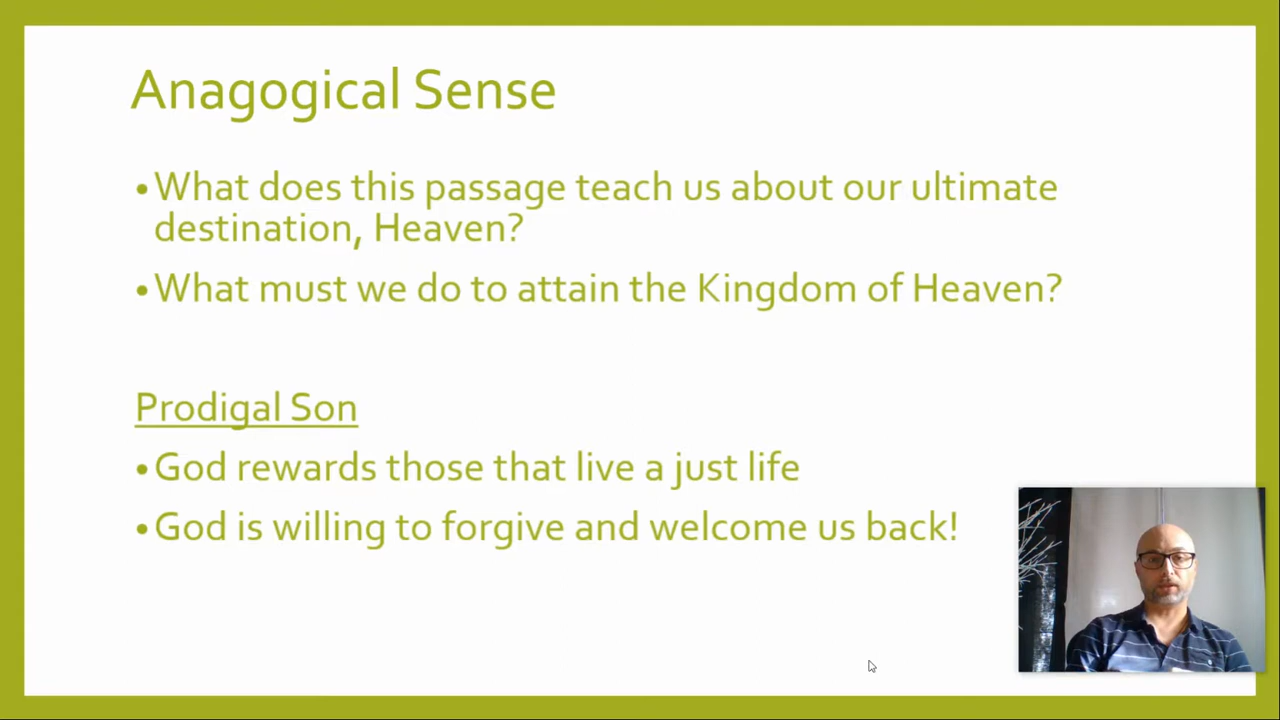 Anagogical Sense
•What does this passage teach us about our ultimate
destination, Heaven?
•What must we do to attain the Kingdom of Heaven?
Prodigal Son
•God rewards those that live a just life
•God is willing to forgive and welcome us back!